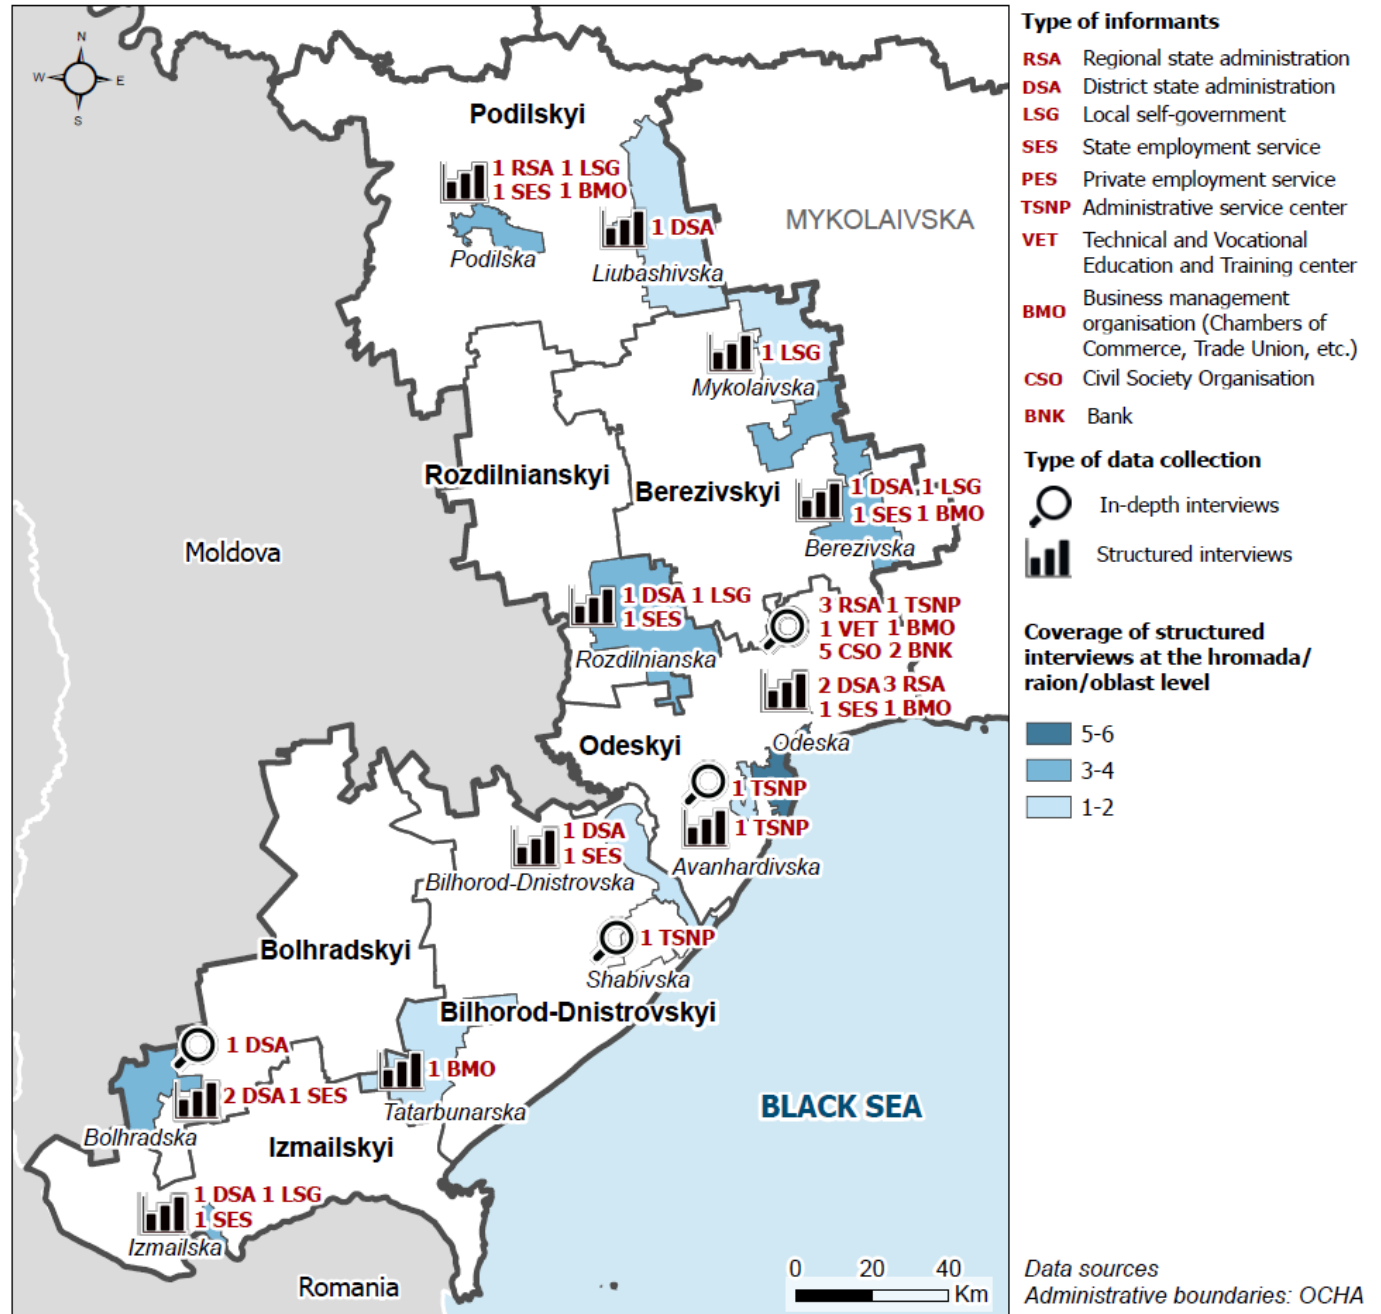 N
W E
S
Podilskyi
1 RSA 1 LSG
1 SES 1 BMO
Podilska
1 DSA
Liubashivska
MYKOLAIVSKA
1 LSG
Mykolaivska
Rozdilnianskyi
Berezivskyi
1 DSA 1 LSG
1 SES 1 BMO
Berezivska
Moldova
1 DSA 1 LSG
1 SES
Rozdilnianska
3 RSA 1 TSNP
1 VET 1 BMO
5 CSO 2 BNK
2 DSA 3 RSA
1 SES 1 BMO
Odeska
Odeskyi
1 TSNP
1 TSNP
Avanhardivska
1 DSA
1 SES
Bilhorod-Dnistrovska
1 TSNP
Shabivska
Bolhradskyi
Bilhorod-Dnistrovskyi
1 DSA
2 DSA 1 SES
Bolhradska
1 BMO
Tatarbunarska
BLACK SEA
Izmailskyi
1 DSA 1 LSG
1 SES
Izmailska
Romania
0 20 40
Km
Type of informants
RSA Regional state administration
DSA District state administration
LSG Local self-government
SES State employment service
PES Private employment service
TSNP Administrative service center
VET Technical and Vocational
Education and Training center
BMO Business management
organisation (Chambers of
Commerce, Trade Union, etc.)
CSO Civil Society Organisation
BNK Bank
Type of data collection
In-depth interviews
Structured interviews
Coverage of structured
interviews at the hromada/
raion/oblast level
5-6
3-4
1-2
Data sources
Administrative boundaries: OCHA